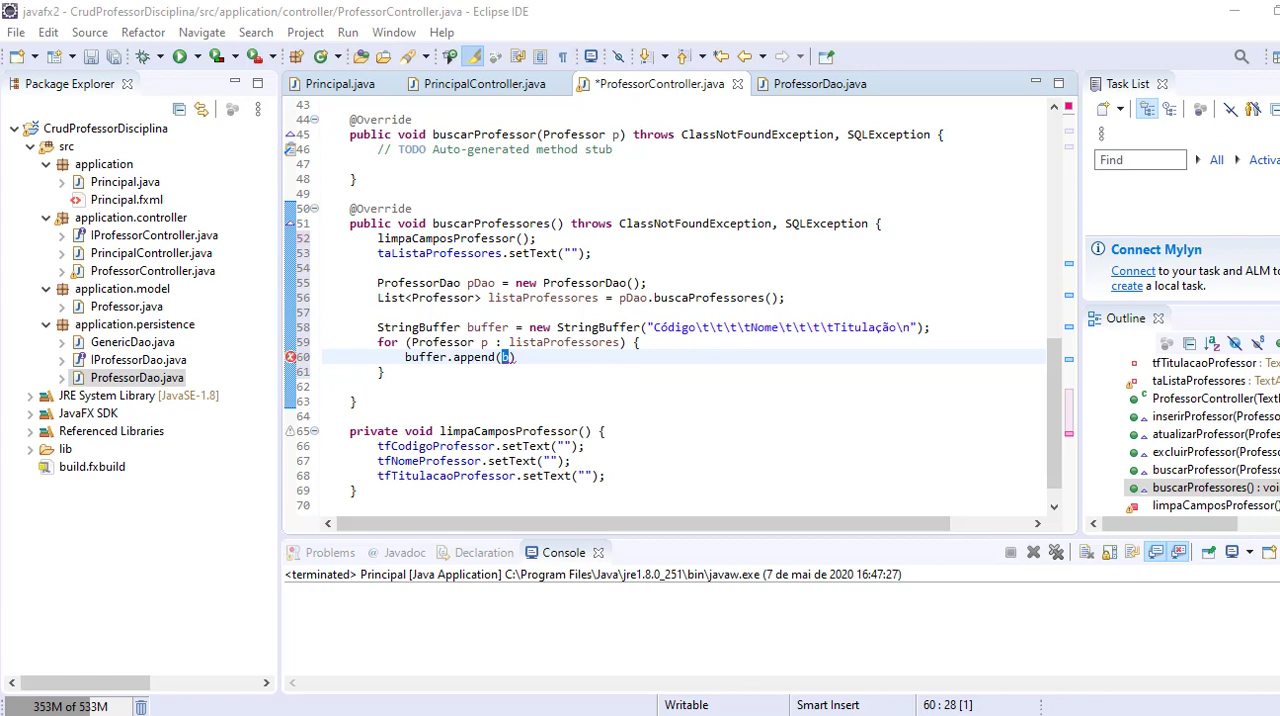 javafx2 - CrudProfessorDisciplina/src/application/controller/ProfessorController.java - Eclipse IDE
File Edit Source Refactor Navigate Search Project Run Window Help
Package Explorer
CrudProfessorDisciplina
src
application
Principal.java
Principal.fxml
application.controller
IProfessorController.java
PrincipalController.java
ProfessorController.java
application.model
Professor.java
application.persistence
GenericDao.java
IProfessorDao.java
ProfessorDao.java
JRE System Library [JavaSE-1.8]
JavaFX SDK
Referenced Libraries
lib
build.fxbuild
Principal.java PrincipalController.java *ProfessorController.java ProfessorDao.java
43
44 @Override
45 public void buscarProfessor(Professor p) throws ClassNotFoundException, SQLException {
46 // TODO Auto-generated method stub
47
48 }
49
50 @Override
51 public void buscarProfessores() throws ClassNotFoundException, SQLException {
52 limpaCamposProfessor();
53 taListaProfessores.setText("");
54
55 ProfessorDao pDao = new ProfessorDao();
56 List<Professor> listaProfessores = pDao.buscaProfessores();
57
58 StringBuffer buffer = new StringBuffer("Código\t\t\t\tNome\t\t\t\tTitulação\n");
59 for (Professor p : listaProfessores) {
60 buffer.append()
61 }
62
63 }
64
65 private void limpaCamposProfessor() {
66 tfCodigoProfessor.setText("");
67 tfNomeProfessor.setText("");
68 tfTitulacaoProfessor.setText("");
69 }
70
Task List
Find All Activa
Connect Mylyn
Connect to your task and ALM to
create a local task.
Outline
tfTitulacaoProfessor :
taListaProfessores : TextA
ProfessorController(TextF
inserirProfessor(Professo
atualizarProfessor(Profes
excluirProfessor(Professo
buscarProfessor(Professo
buscarProfessores() : voi
limpaCamposProfessor()
Problems Javadoc Declaration Console
<terminated> Principal [Java Application] C:\Program Files\Java\jre1.8.0_251\bin\javaw.exe (7 de mai de 2020 16:47:27)
353M of 533M Writable Smart Insert 60 : 28 [1]